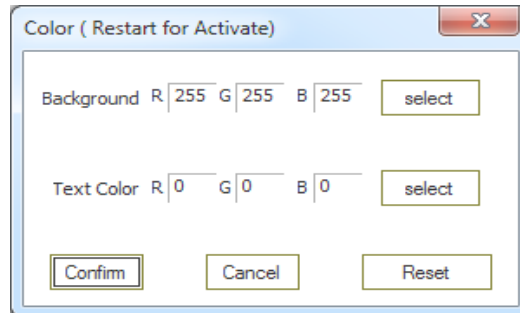 Color ( Restart for Activate)
Background R 255 G 255 B 255 select
Text Color R 0 G 0 B 0 select
Confirm Cancel Reset